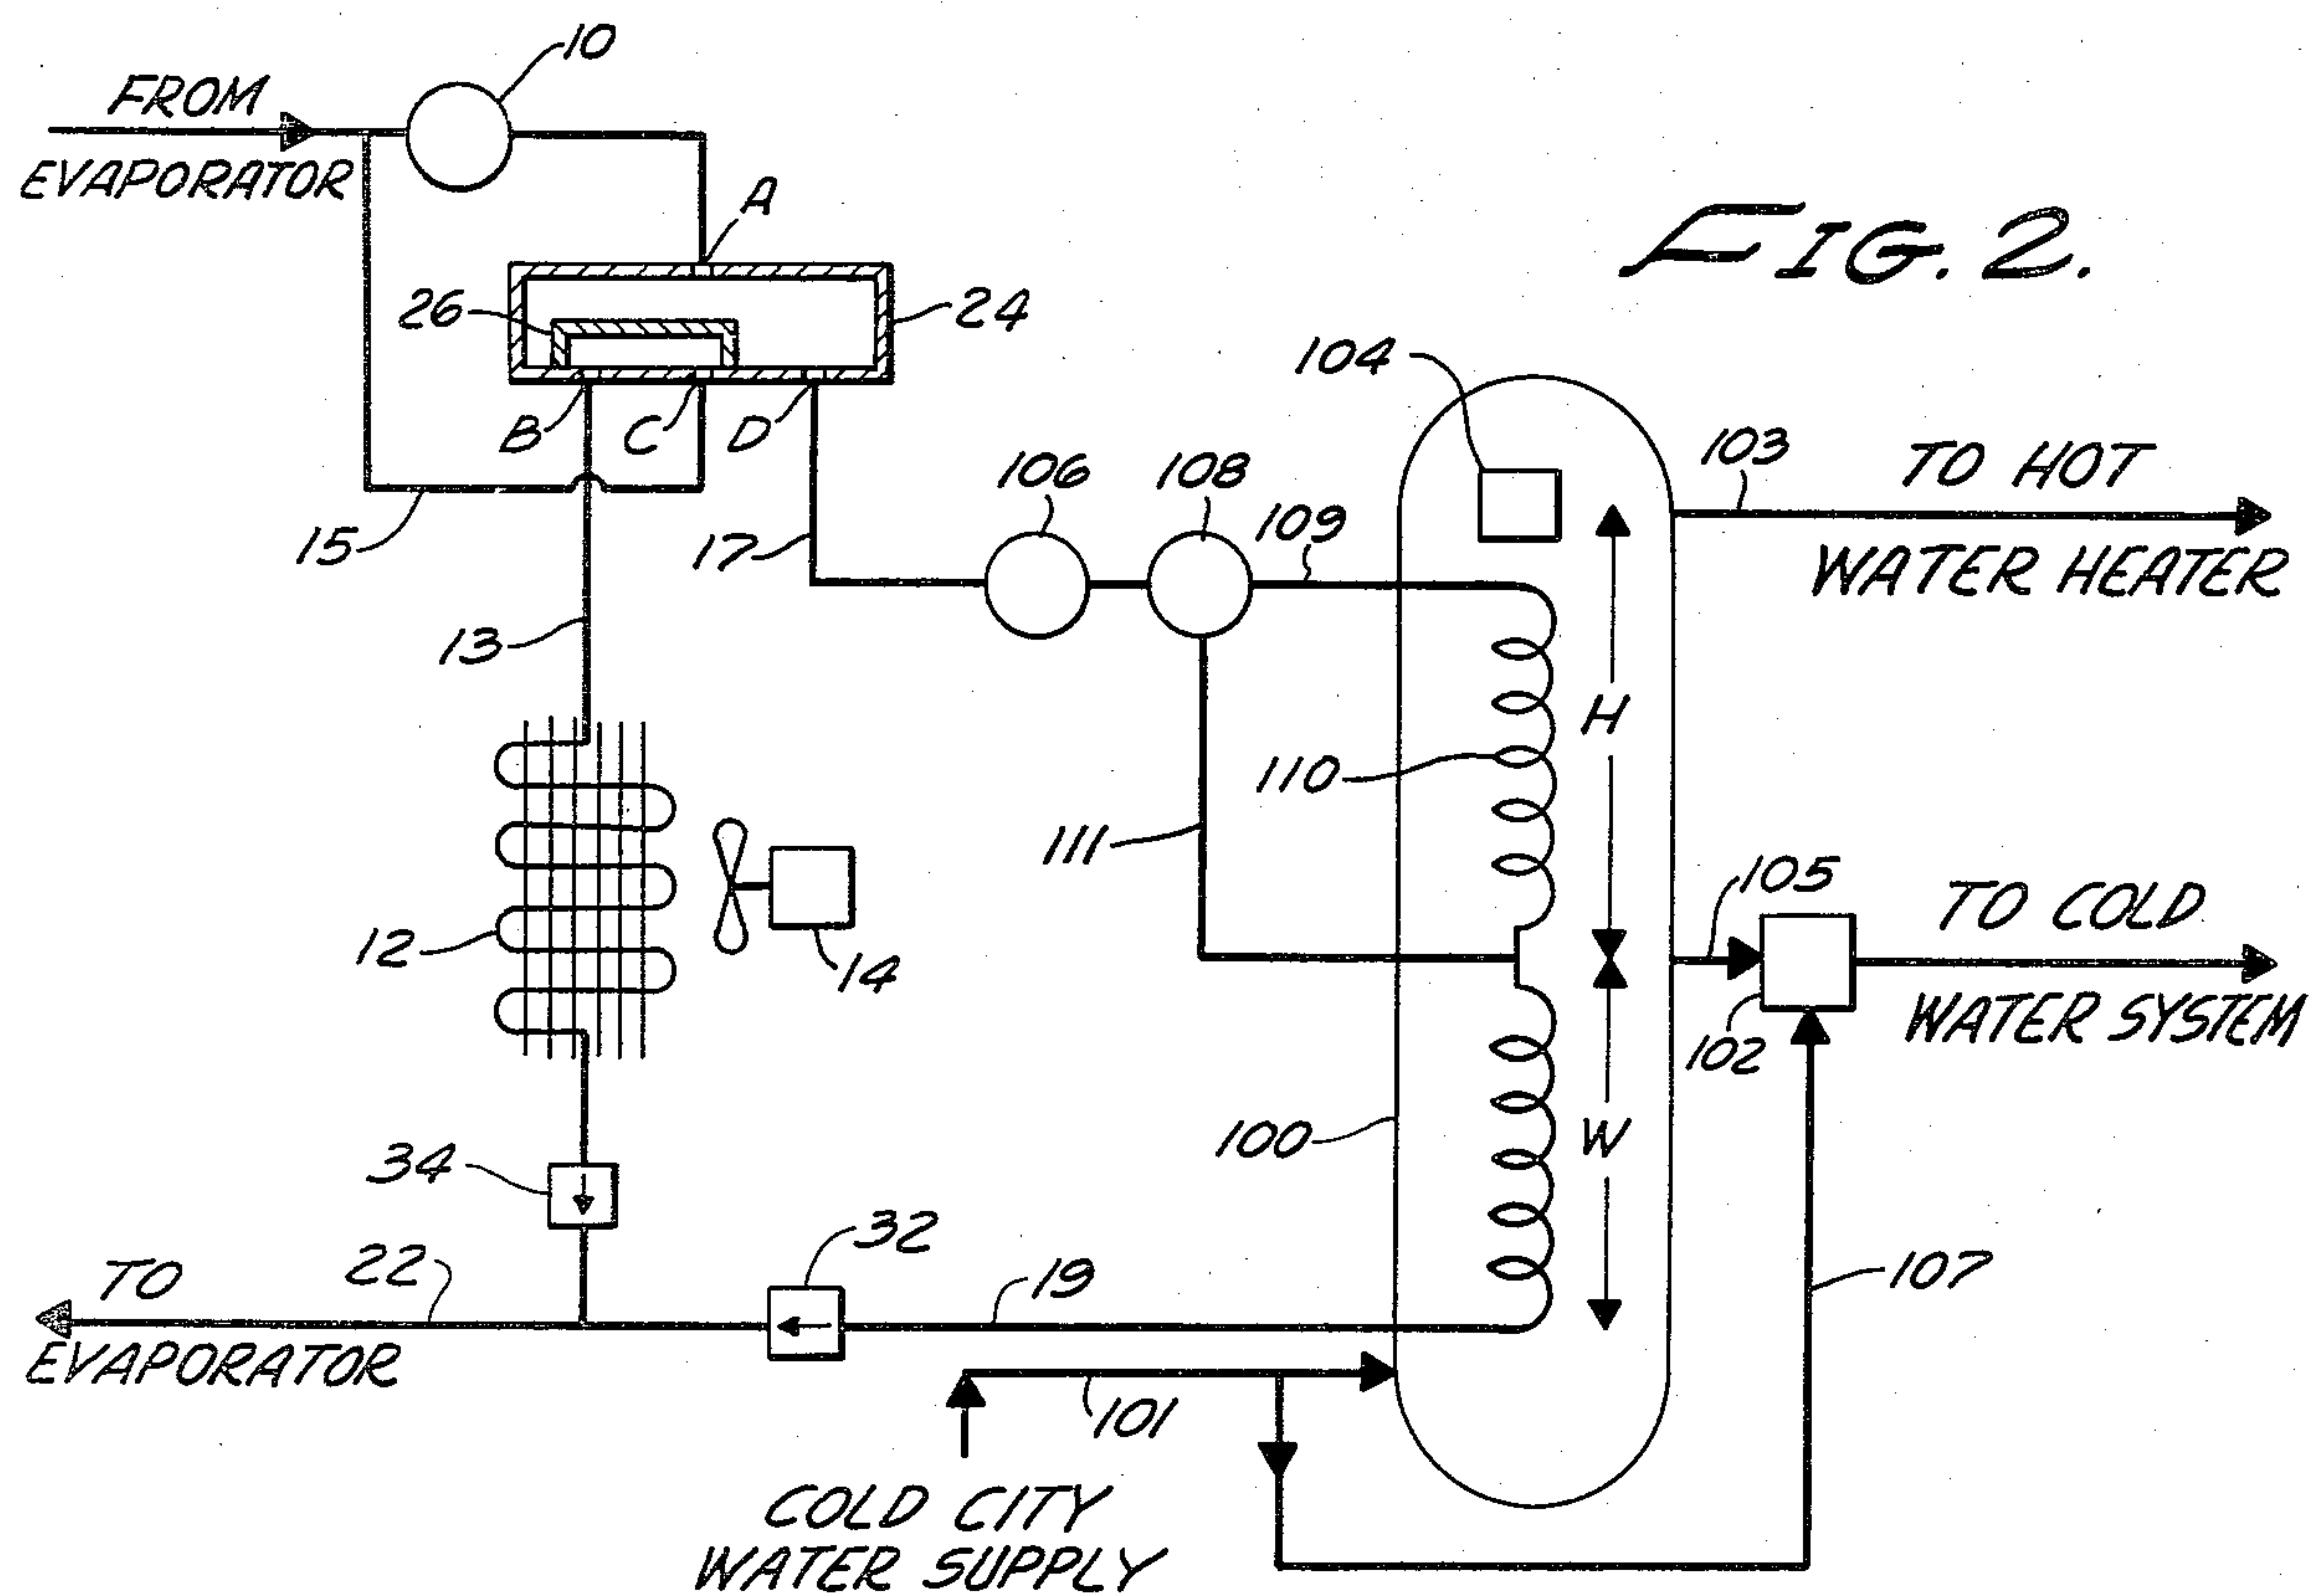 10
FROM
EVAPORATOR
A
FIG. 2.
26
24
104
B
C
D
103
TO HOT
WATER HEATER
106
108
109
15
17
13
H
110
111
105
TO COLD
WATER SYSTEM
12
14
102
100
W
34
32
19
107
TO
22
EVAPORATOR
101
COLD CITY
WATER SUPPLY